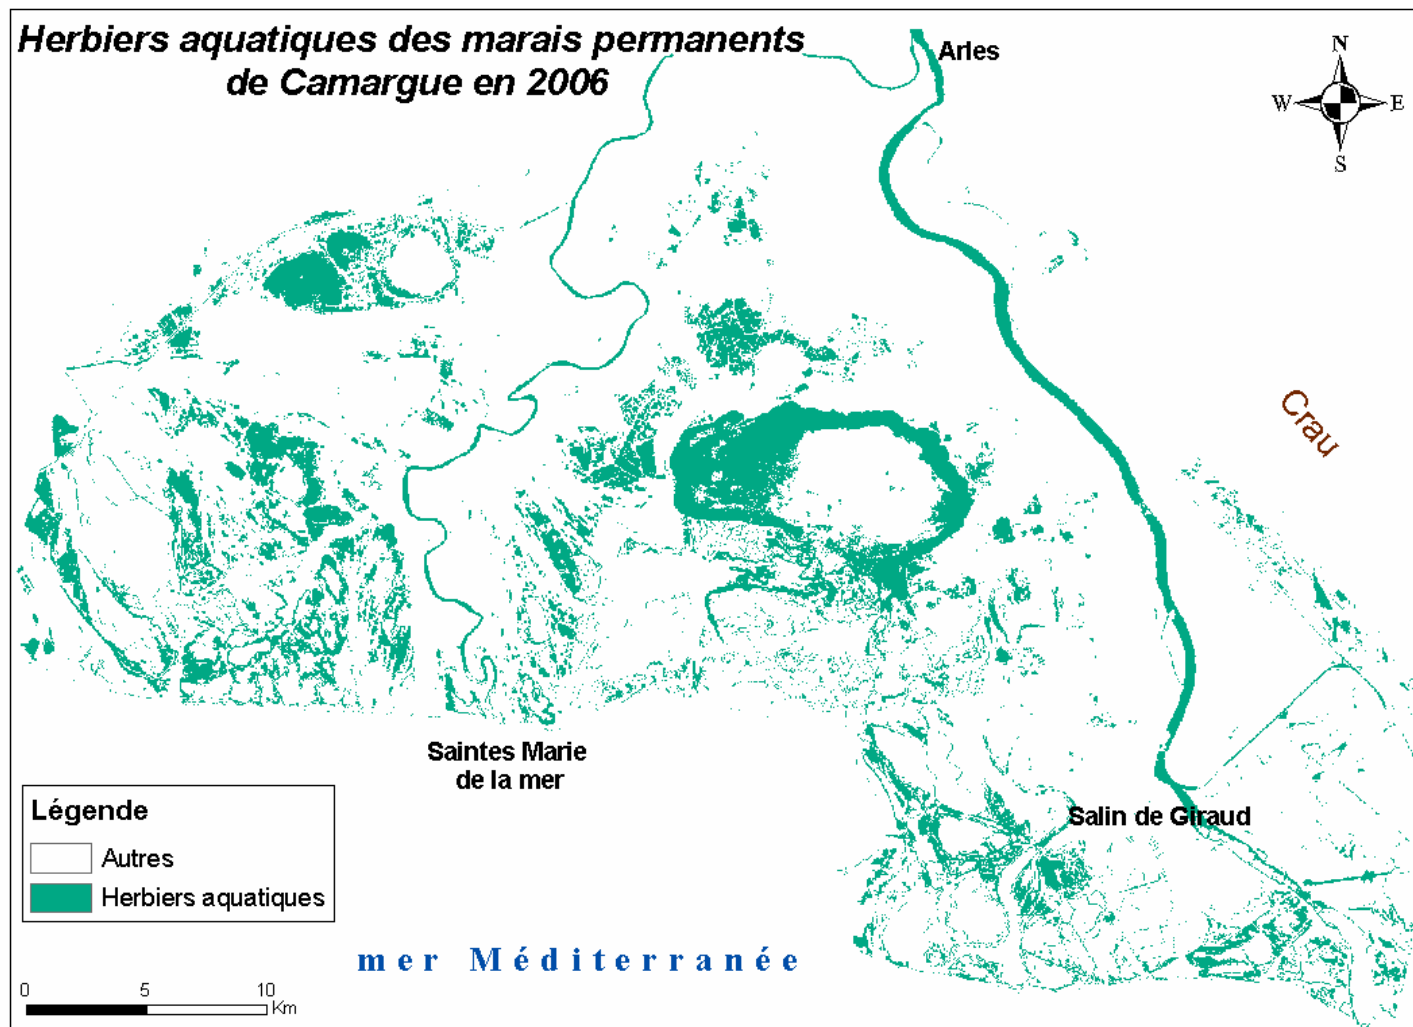 Herbiers aquatiques des marais permanents
de Camargue en 2006
Arles
N
W E
S
Crau
Saintes Marie
de la mer
Salin de Giraud
Légende
Autres
Herbiers aquatiques
mer Méditerranée
0 5 10
Km